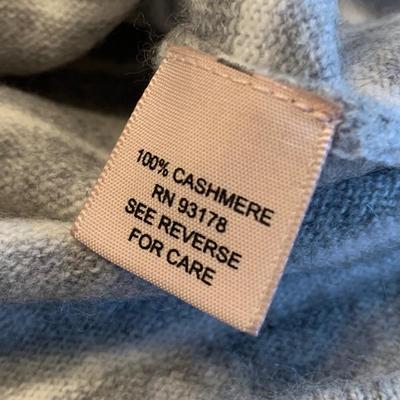 100% CASHMERE
RN 93178
SEE REVERSE
FOR CARE